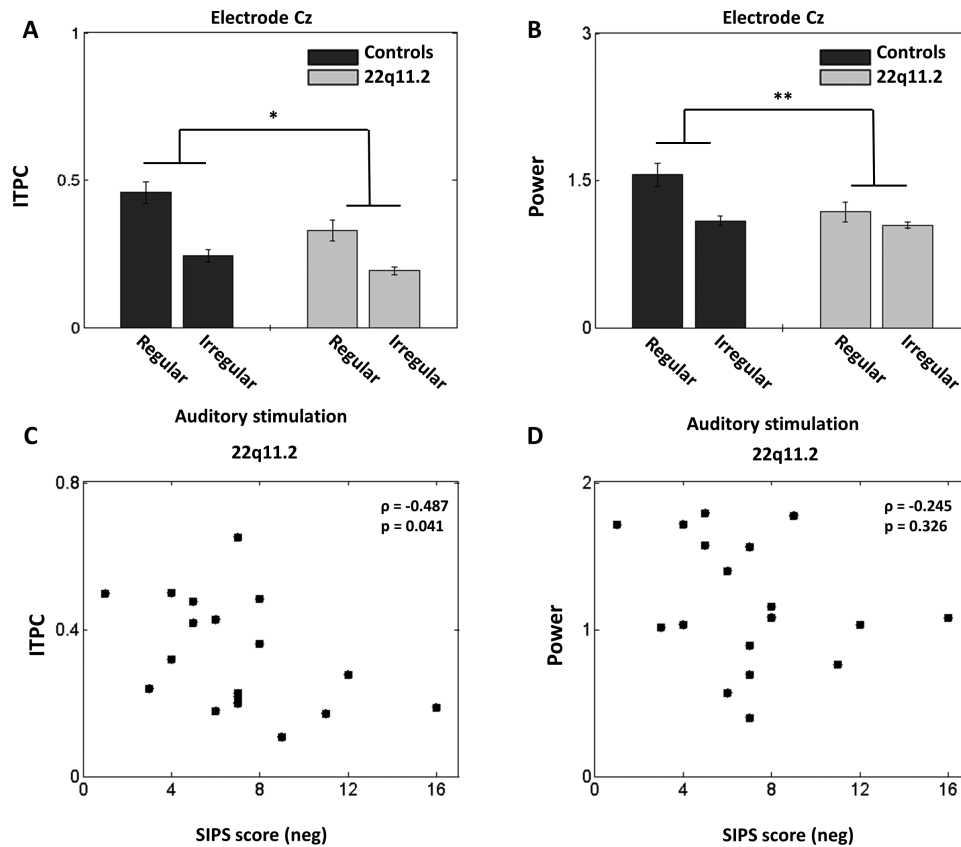 A
Electrode Cz
1
Controls
22q11.2
*
0.5
ITPC
0
Regular
Irregular
Regular
Irregular
Auditory stimulation
B
Electrode Cz
3
Controls
22q11.2
**
1.5
Power
0
Regular
Irregular
Regular
Irregular
Auditory stimulation
C
22q11.2
0.8
ρ = -0.487
p = 0.041
0.4
ITPC
0
0 4 8 12 16
SIPS score (neg)
D
22q11.2
2
ρ = -0.245
p = 0.326
1
Power
0
0 4 8 12 16
SIPS score (neg)